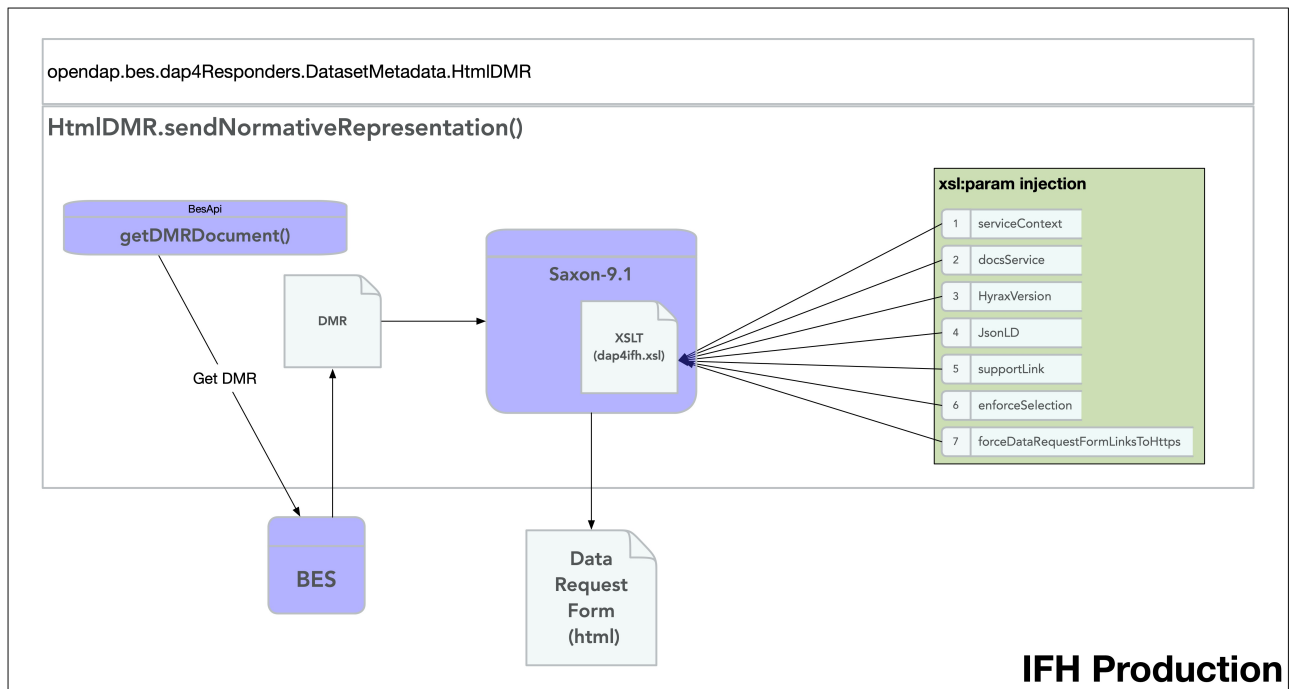 opendap.bes.dap4Responders.DatasetMetadata.HtmlDMR
HtmlDMR.sendNormativeRepresentation()
BesApi
getDMRDocument()
Get DMR
DMR
BES
Saxon-9.1
XSLT
(dap4ifh.xsl)
Data
Request
Form
(html)
xsl:param injection
1 serviceContext
2 docsService
3 HyraxVersion
4 JsonLD
5 supportLink
6 enforceSelection
7 forceDataRequestFormLinksToHttps
IFH Production